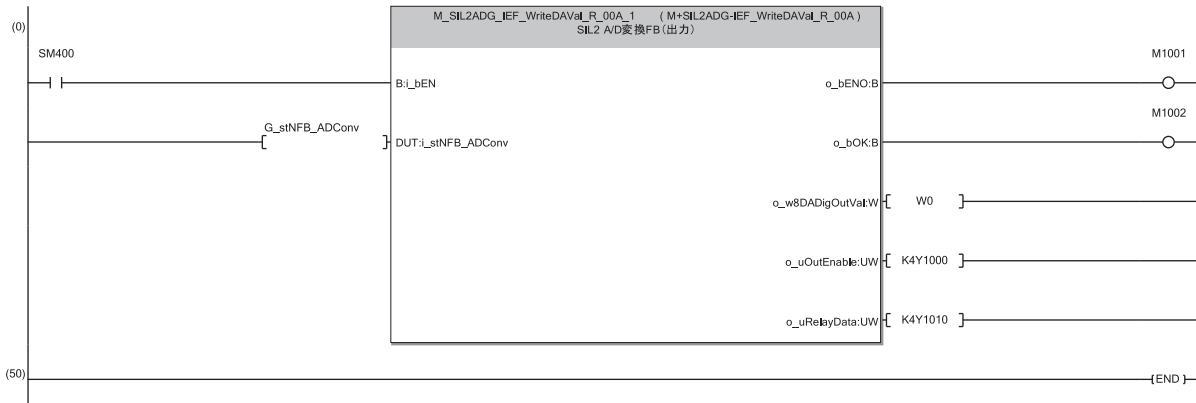 (0)
M_SIL2ADG_IEF_WriteDAVal_R_00A_1 ( M+SIL2ADG-IEF_WriteDAVal_R_00A )
SIL2 A/D変換FB(出力)
SM400
M1001
B:i_bEN
o_bENO:B
M1002
G_stNFB_ADConv
DUT:i_stNFB_ADConv
o_bOK:B
o_w8DADigOutVal:W
W0
o_uOutEnable:UW
K4Y1000
o_uRelayData:UW
K4Y1010
(50)
END